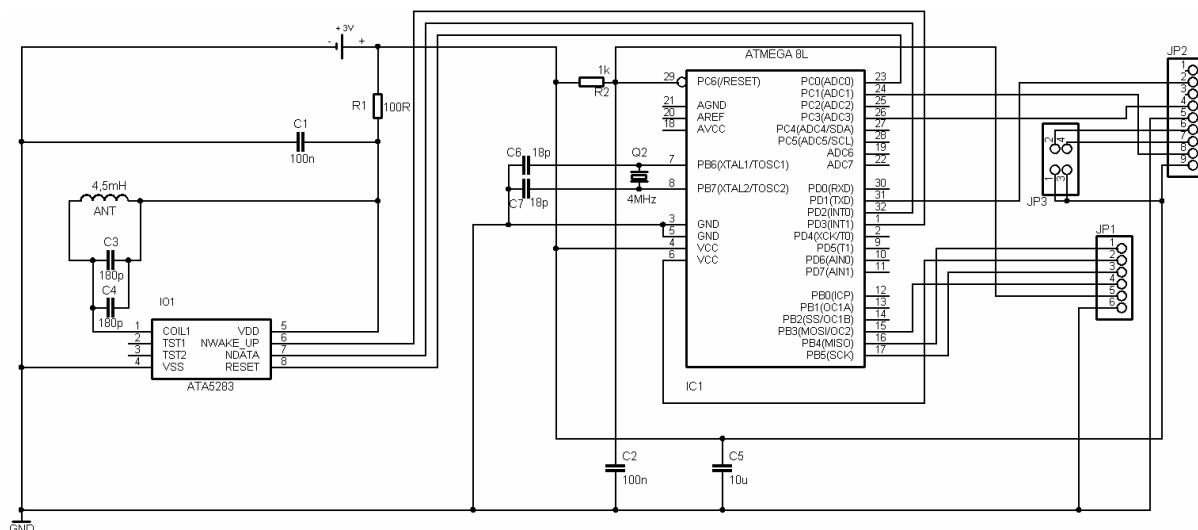 +3V
- +
R1
100R
C1
100n
4,5mH
ANT
C3
180p
C4
180p
IO1
1 COIL1 VDD 5
2 TST1 NWAKE_UP 6
3 TST2 NDATA 7
4 VSS RESET 8
ATA5283
GND
1k
R2
C6 18p
C7 18p
Q2
4MHz
ATMEGA 8L
29 PC6(/RESET) PC0(ADC0) 23
PC1(ADC1) 24
21 AGND PC2(ADC2) 25
20 AREF PC3(ADC3) 26
18 AVCC PC4(ADC4/SDA) 27
PC5(ADC5/SCL) 28
ADC6 19
7 PB6(XTAL1/TOSC1) ADC7 22
8 PB7(XTAL2/TOSC2) PD0(RXD) 30
PD1(TXD) 31
PD2(INT0) 32
3 GND PD3(INT1) 1
5 GND PD4(XCK/T0) 2
4 VCC PD5(T1) 9
6 VCC PD6(AIN0) 10
PD7(AIN1) 11
PB0(ICP) 12
PB1(OC1A) 13
PB2(SS/OC1B) 14
PB3(MOSI/OC2) 15
PB4(MISO) 16
PB5(SCK) 17
IC1
C2
100n
C5
10u
JP2
1
2
3
4
5
6
7
8
9
2 4
1 3
JP3
JP1
1
2
3
4
5
6